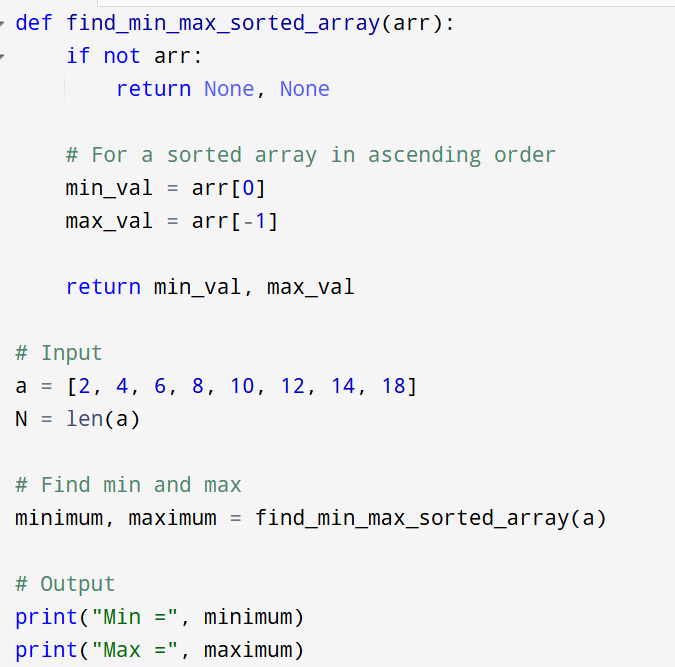 def find_min_max_sorted_array(arr):
    if not arr:
        return None, None

    # For a sorted array in ascending order
    min_val = arr[0]
    max_val = arr[-1]

    return min_val, max_val

# Input
a = [2, 4, 6, 8, 10, 12, 14, 18]
N = len(a)

# Find min and max
minimum, maximum = find_min_max_sorted_array(a)

# Output
print("Min =", minimum)
print("Max =", maximum)